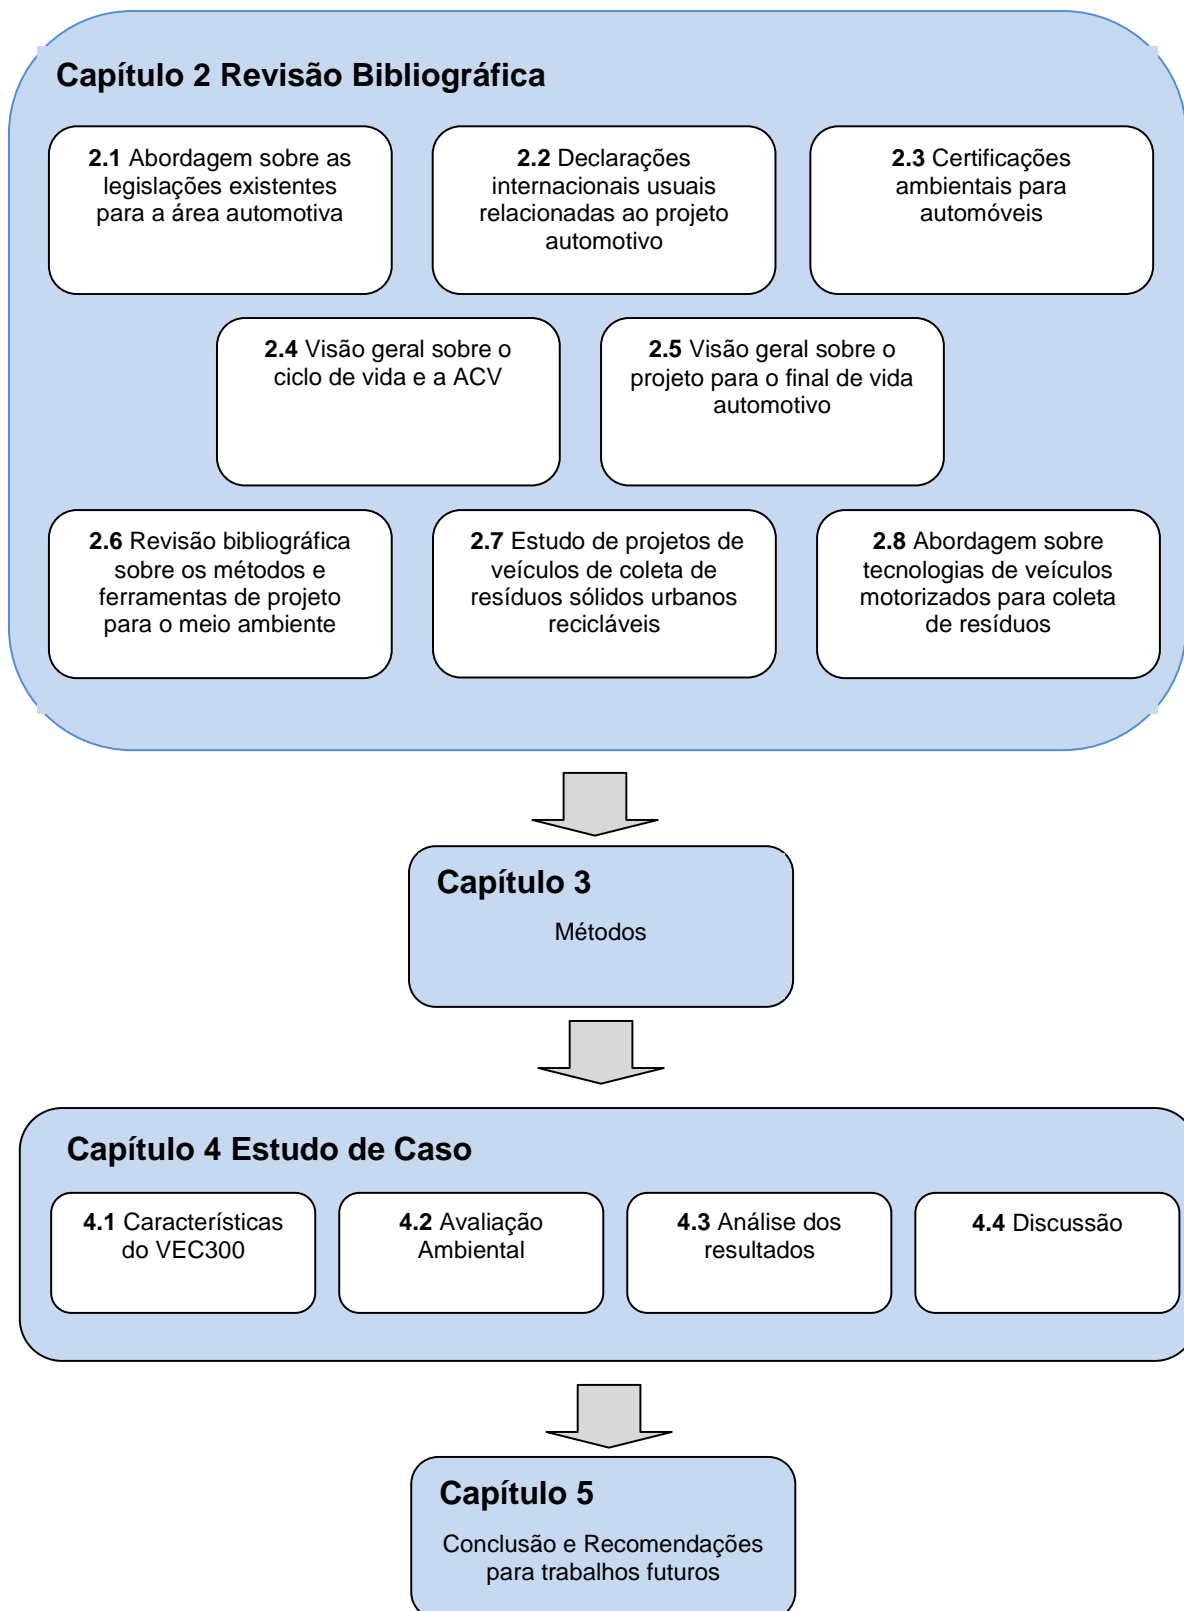 Capítulo 2 Revisão Bibliográfica
2.1 Abordagem sobre as
legislações existentes
para a área automotiva
2.2 Declarações
internacionais usuais
relacionadas ao projeto
automotivo
2.3 Certificações
ambientais para
automóveis
2.4 Visão geral sobre o
ciclo de vida e a ACV
2.5 Visão geral sobre o
projeto para o final de vida
automotivo
2.6 Revisão bibliográfica
sobre os métodos e
ferramentas de projeto
para o meio ambiente
2.7 Estudo de projetos de
veículos de coleta de
resíduos sólidos urbanos
recicláveis
2.8 Abordagem sobre
tecnologias de veículos
motorizados para coleta
de resíduos
Capítulo 3
Métodos
Capítulo 4 Estudo de Caso
4.1 Características
do VEC300
4.2 Avaliação
Ambiental
4.3 Análise dos
resultados
4.4 Discussão
Capítulo 5
Conclusão e Recomendações
para trabalhos futuros